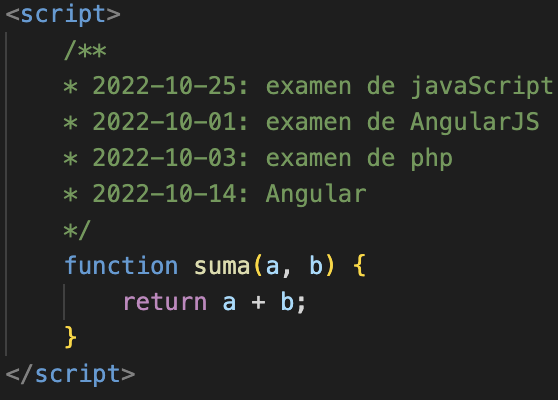 <script>
/**
* 2022-10-25: examen de javaScript
* 2022-10-01: examen de AngularJS
* 2022-10-03: examen de php
* 2022-10-14: Angular
*/
function suma(a, b) {
return a + b;
}
</script>